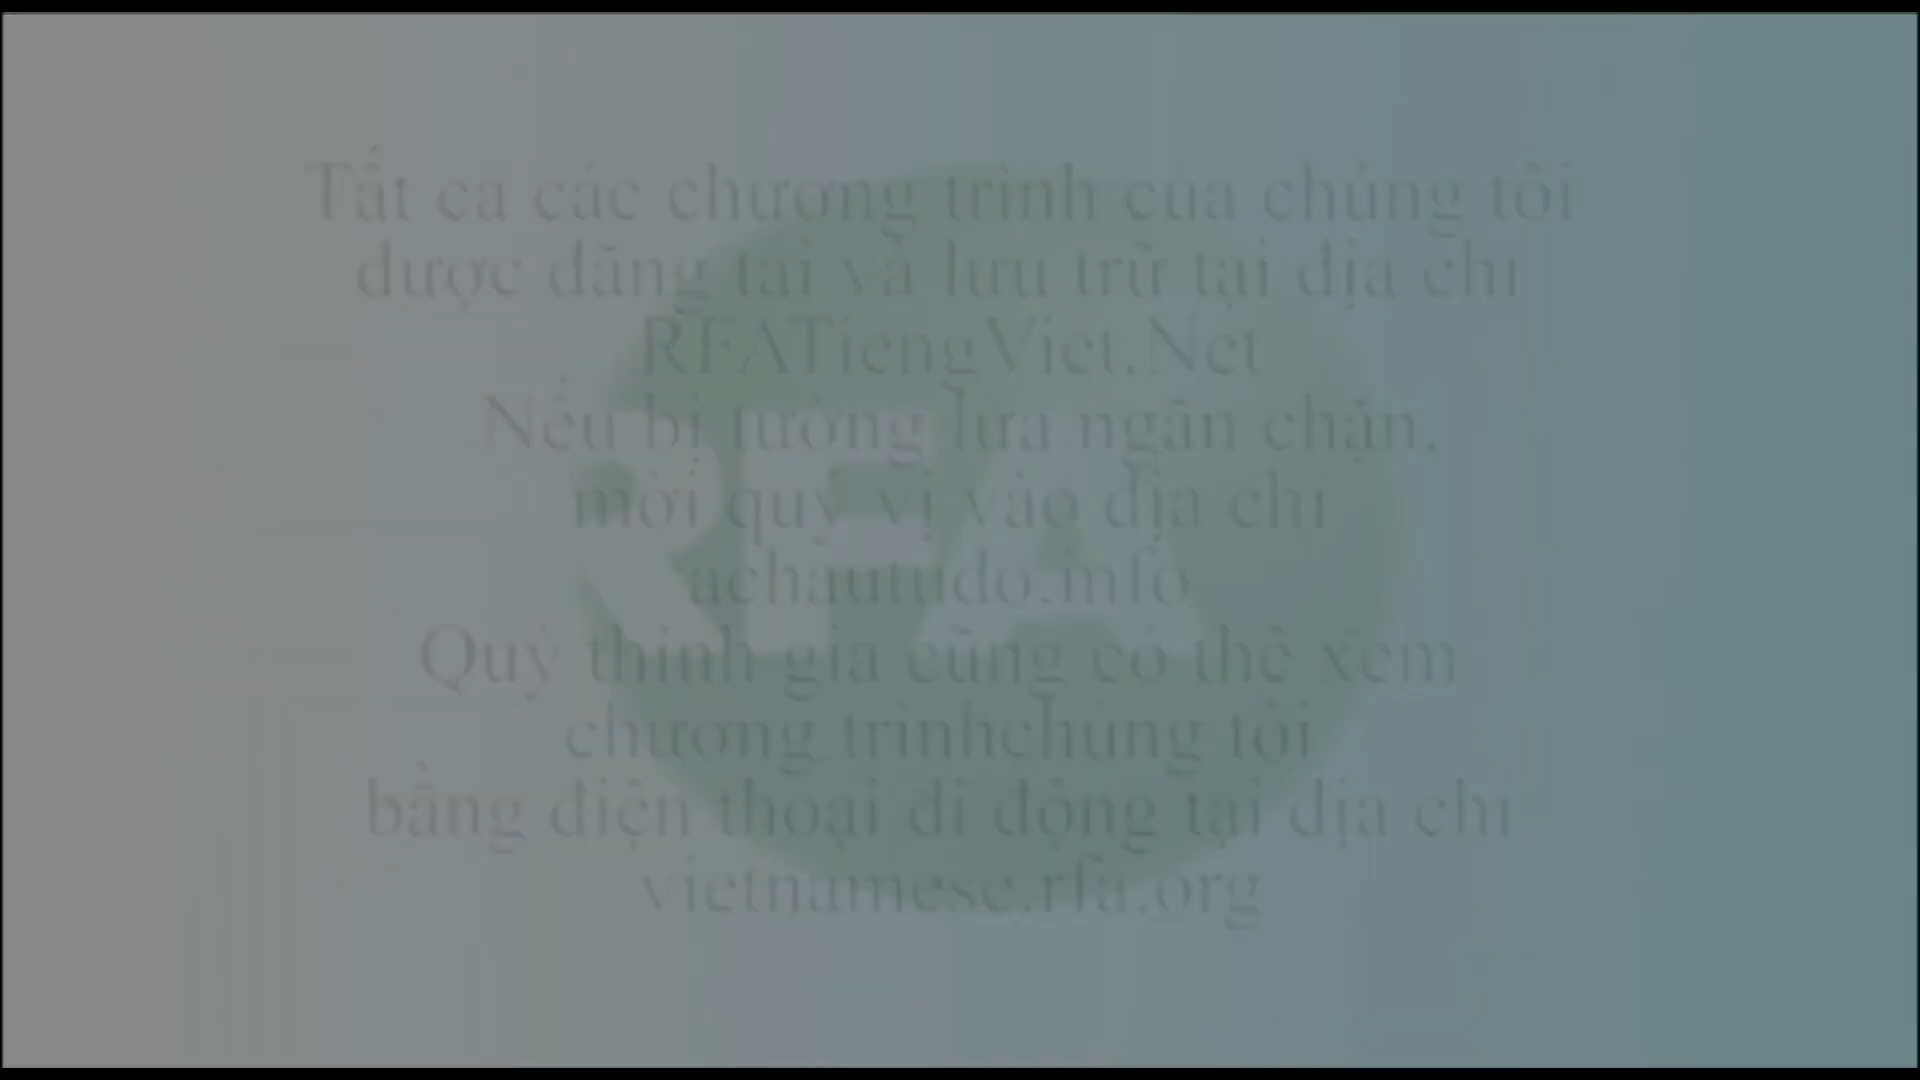 Tất cả các chương trình của chúng tôi
được đăng tải và lưu trữ tại địa chỉ
RFATiengViet.Net
Nếu bị tường lửa ngăn chặn,
mời quý vị vào địa chỉ
RFA
achautudo.info
Quý thính giả cũng có thể xem
chương trìnhchúng tôi
bằng điện thoại di động tại địa chỉ
vietnamese.rfa.org